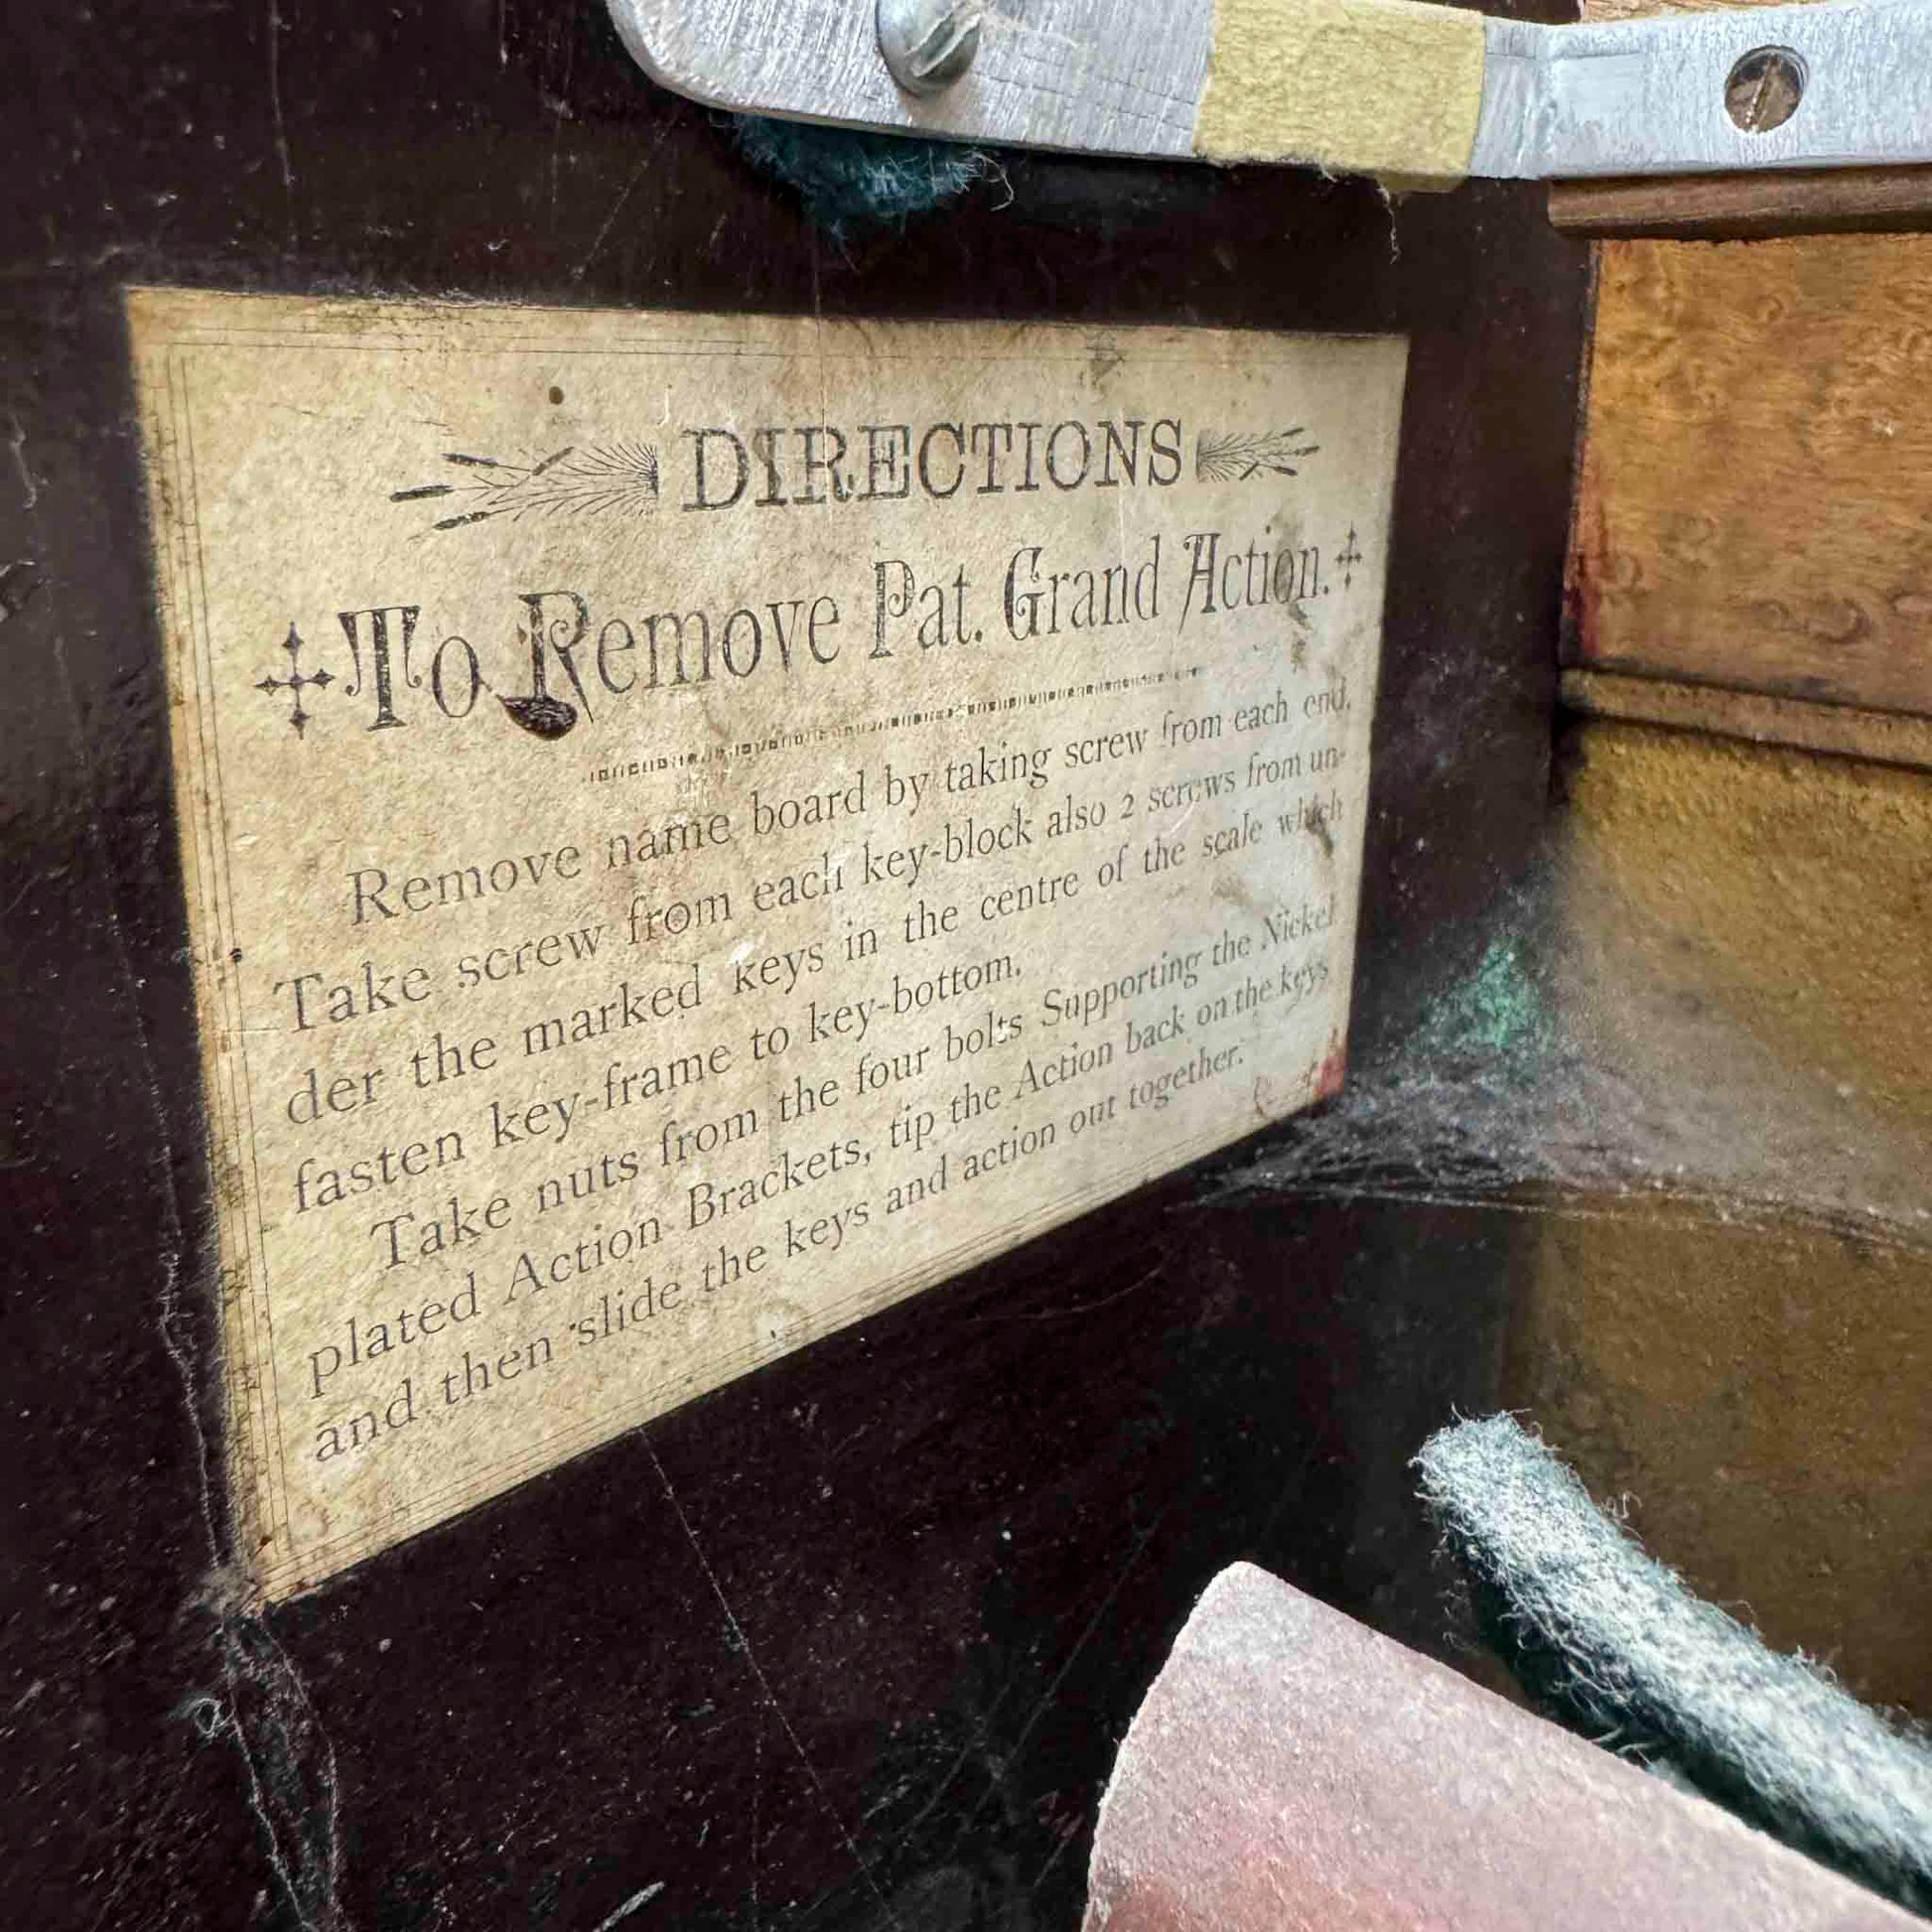 DIRECTIONS
To Remove Pat. Grand Action.
Remove name board by taking screw from each end.
Take screw from each key-block also 2 screws from un-
der the marked keys in the centre of the scale which
fasten key-frame to key-bottom.
Take nuts from the four bolts Supporting the Nickel
plated Action Brackets, tip the Action back on the keys
and then slide the keys and action out together.